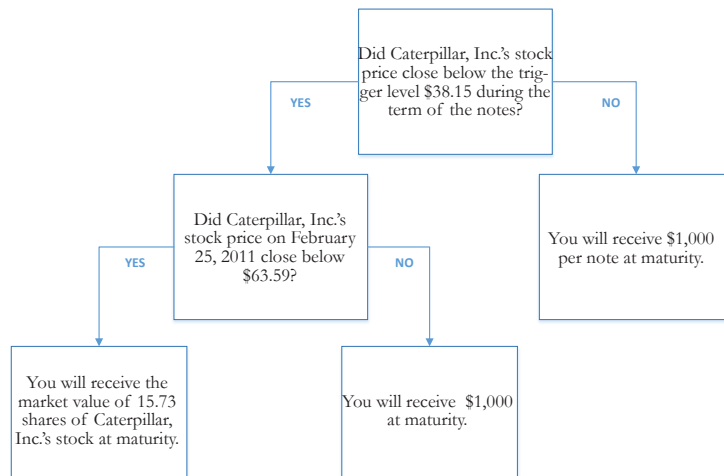 Did Caterpillar, Inc.'s stock
price close below the trig-
ger level $38.15 during the
term of the notes?
YES
NO
Did Caterpillar, Inc.'s
stock price on February
25, 2011 close below
$63.59?
You will receive $1,000
per note at maturity.
YES
NO
You will receive the
market value of 15.73
shares of Caterpillar,
Inc.'s stock at maturity.
You will receive $1,000
at maturity.